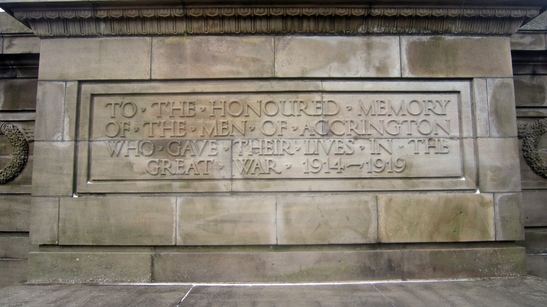 TO · THE · HONOURED · MEMORY
OF · THE · MEN · OF · ACCRINGTON
WHO · GAVE · THEIR · LIVES · IN · THE
GREAT · WAR · 1914—1919